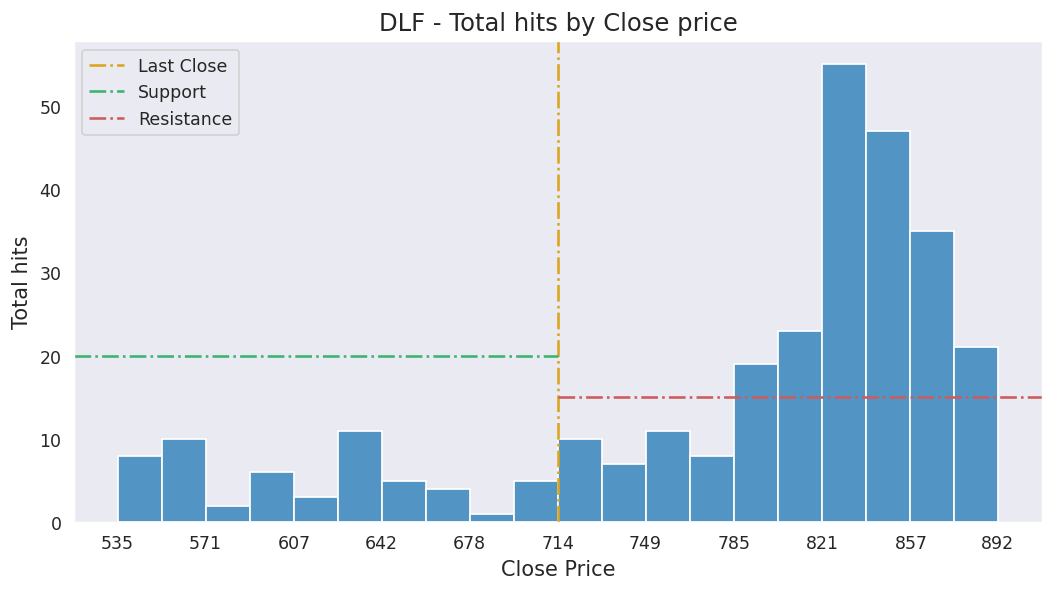 DLF - Total hits by Close price
Last Close
Support
Resistance
Total hits
50
40
30
20
10
0
535 571 607 642 678 714 749 785 821 857 892
Close Price